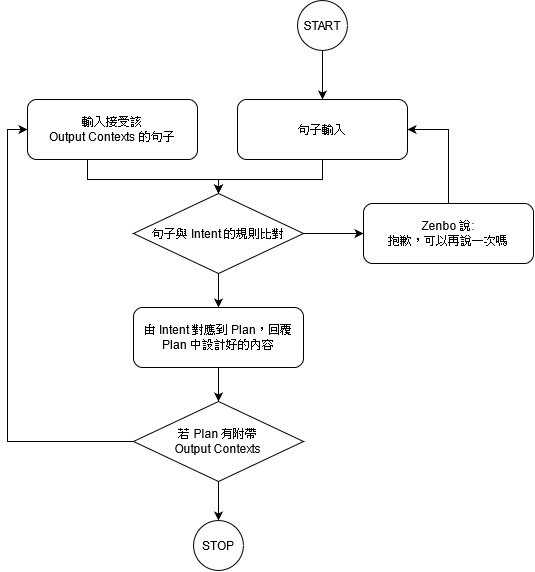 START
輸入接受該
Output Contexts 的句子
句子輸入
句子與 Intent 的規則比對
Zenbo 說:
抱歉，可以再說一次嗎
由 Intent 對應到 Plan，回覆
Plan 中設計好的內容
若 Plan 有附帶
Output Contexts
STOP